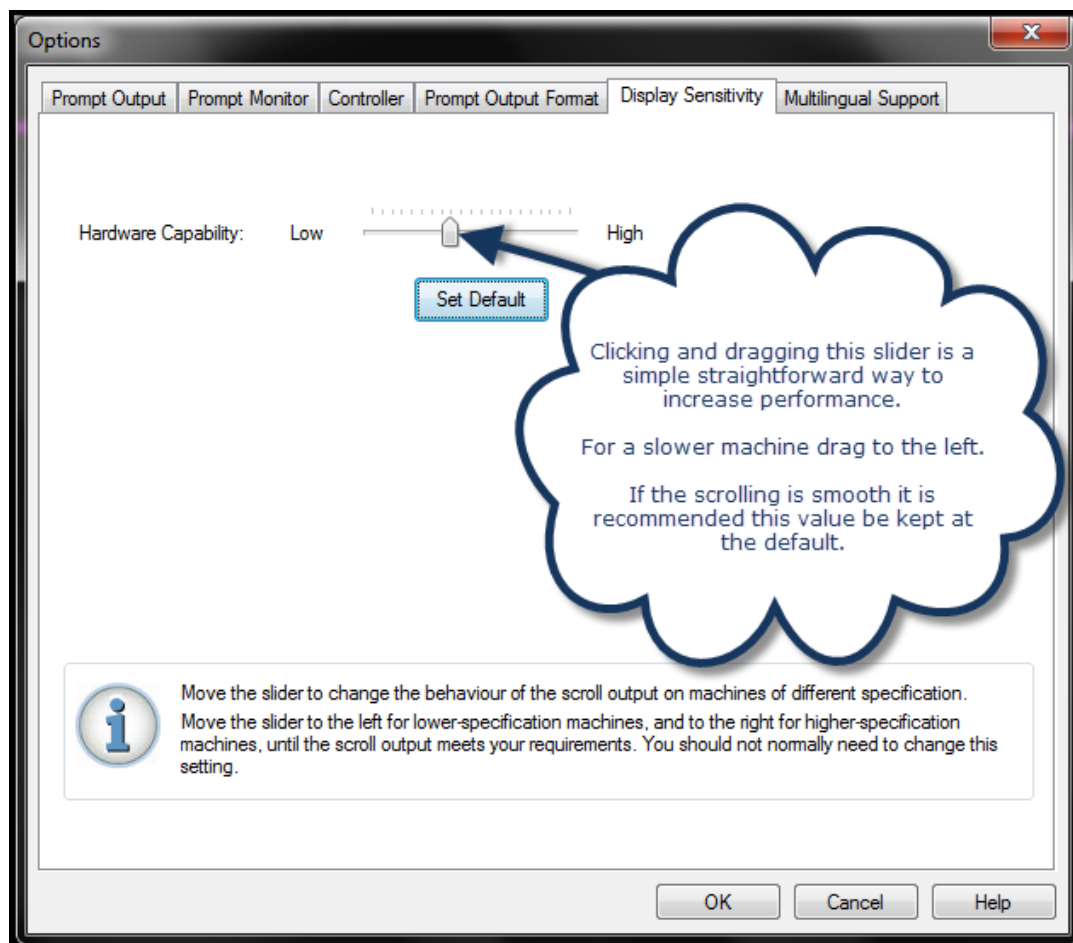 Options
Prompt Output
Prompt Monitor
Controller
Prompt Output Format
Display Sensitivity
Multilingual Support
Hardware Capability:
Low
High
Set Default
Clicking and dragging this slider is a
simple straightforward way to
increase performance.
For a slower machine drag to the left.
If the scrolling is smooth it is
recommended this value be kept at
the default.
Move the slider to change the behaviour of the scroll output on machines of different specification.
Move the slider to the left for lower-specification machines, and to the right for higher-specification
machines, until the scroll output meets your requirements. You should not normally need to change this
setting.
OK
Cancel
Help